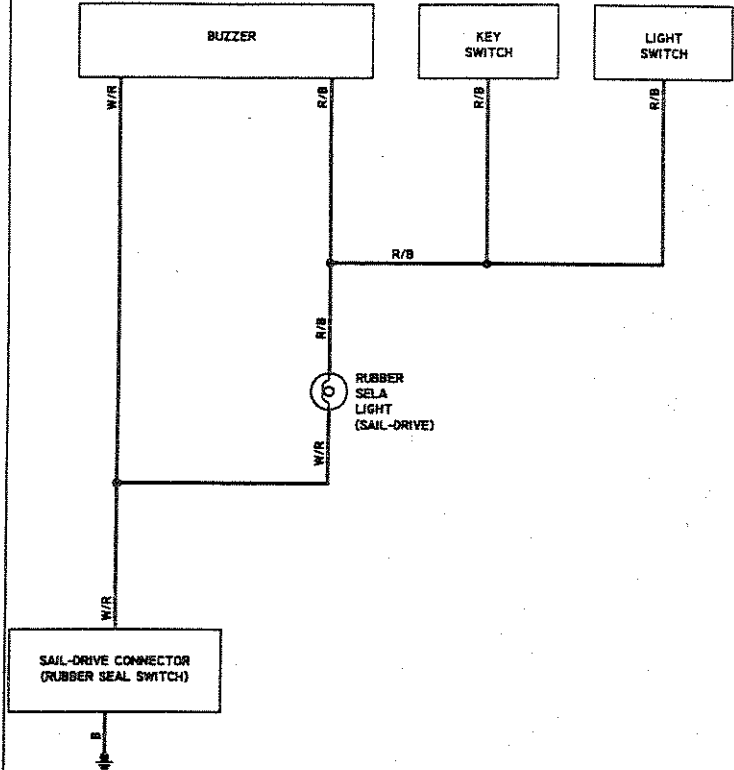 BUZZER
KEY
SWITCH
LIGHT
SWITCH
W/R
R/B
R/B
R/B
R/B
R/B
RUBBER
SELA
LIGHT
(SAIL-DRIVE)
W/R
W/R
SAIL-DRIVE CONNECTOR
(RUBBER SEAL SWITCH)
B